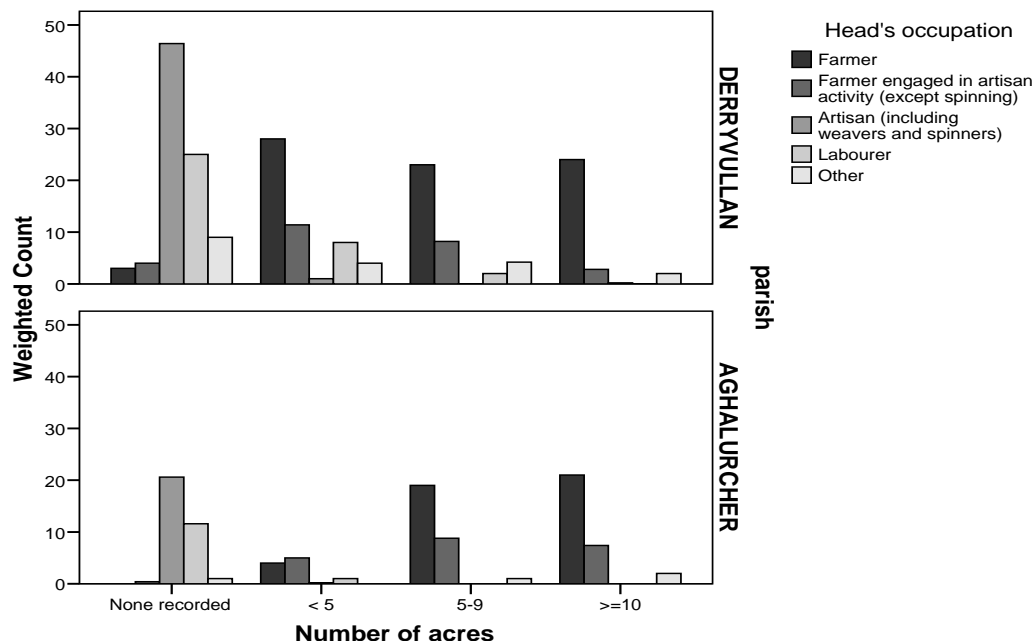 Head's occupation
Farmer
Farmer engaged in artisan
activity (except spinning)
Artisan (including
weavers and spinners)
Labourer
Other
Weighted Count
50
40
30
20
10
0
DERRYVULLAN
parish
50
40
30
20
10
0
AGHALURCHER
None recorded
< 5
5-9
>=10
Number of acres